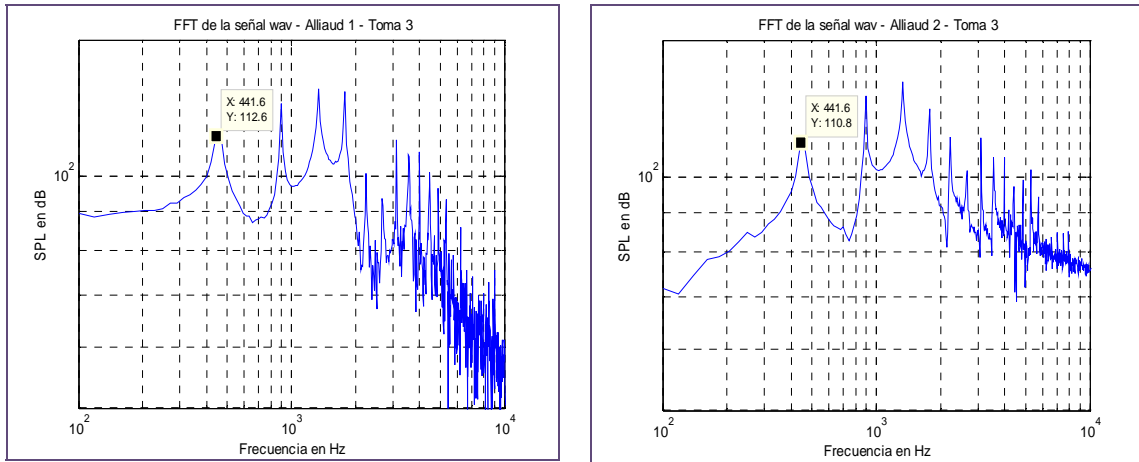 FFT de la señal wav - Alliaud 1 - Toma 3
X: 441.6
Y: 112.6
10^2
SPL en dB
10^2
10^3
10^4
Frecuencia en Hz
FFT de la señal wav - Alliaud 2 - Toma 3
X: 441.6
Y: 110.8
10^2
SPL en dB
10^2
10^3
10^4
Frecuencia en Hz